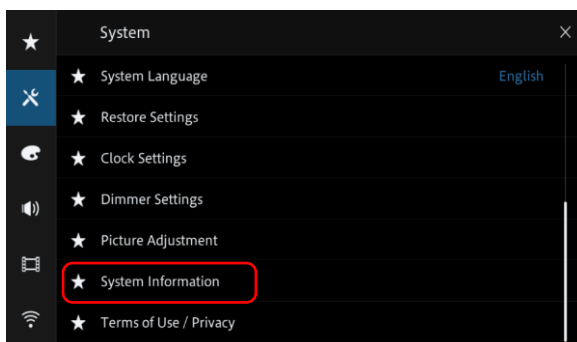 System
System Language English
Restore Settings
Clock Settings
Dimmer Settings
Picture Adjustment
System Information
Terms of Use / Privacy